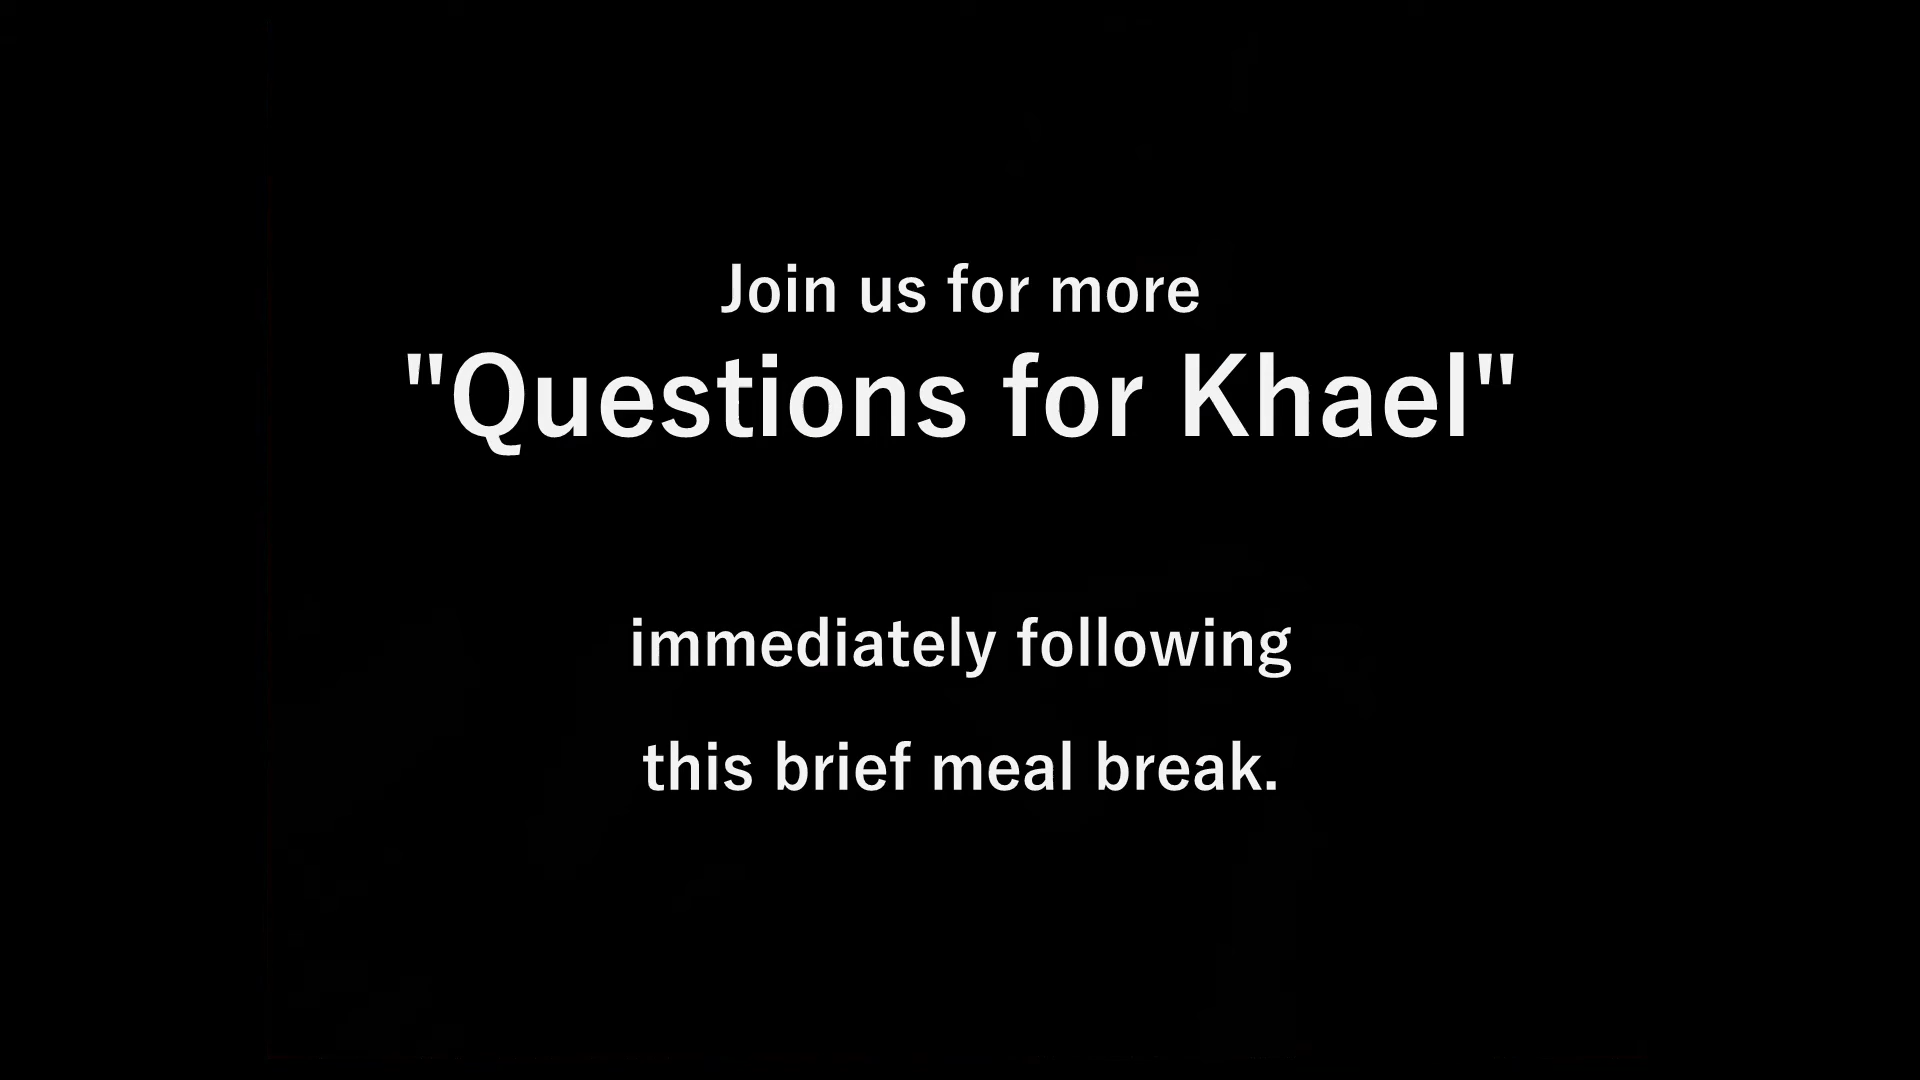 Join us for more
"Questions for Khael"
immediately following
this brief meal break.